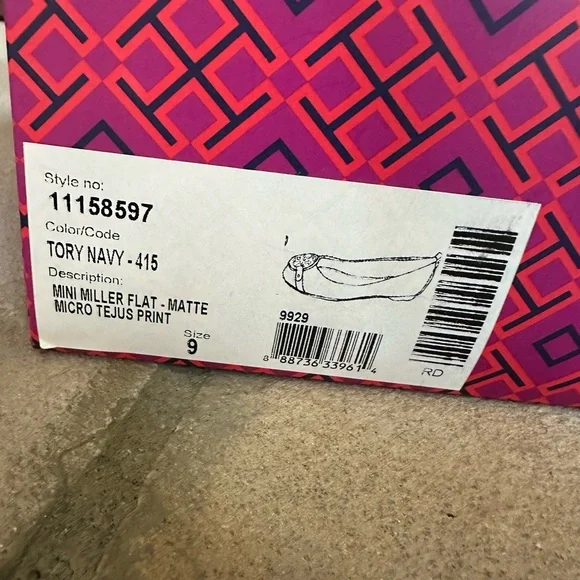 Style no:
11158597
Color/Code
TORY NAVY - 415
Description:
MINI MILLER FLAT - MATTE
MICRO TEJUS PRINT
Size
9
9929
8 88736 33961 4
RD